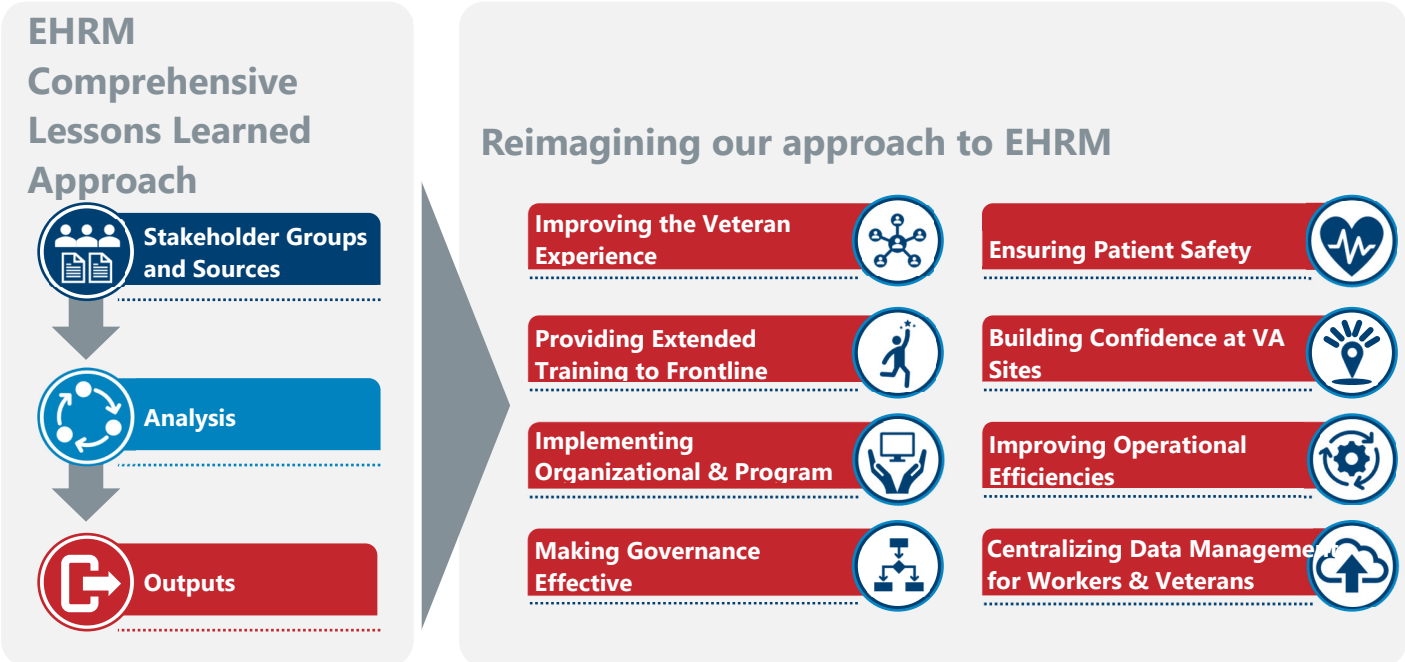 EHRM
Comprehensive
Lessons Learned
Approach
Stakeholder Groups
and Sources
Analysis
Outputs
Reimagining our approach to EHRM
Improving the Veteran
Experience
Ensuring Patient Safety
Providing Extended
Training to Frontline
Building Confidence at VA
Sites
Implementing
Organizational & Program
Improving Operational
Efficiencies
Making Governance
Effective
Centralizing Data Management
for Workers & Veterans